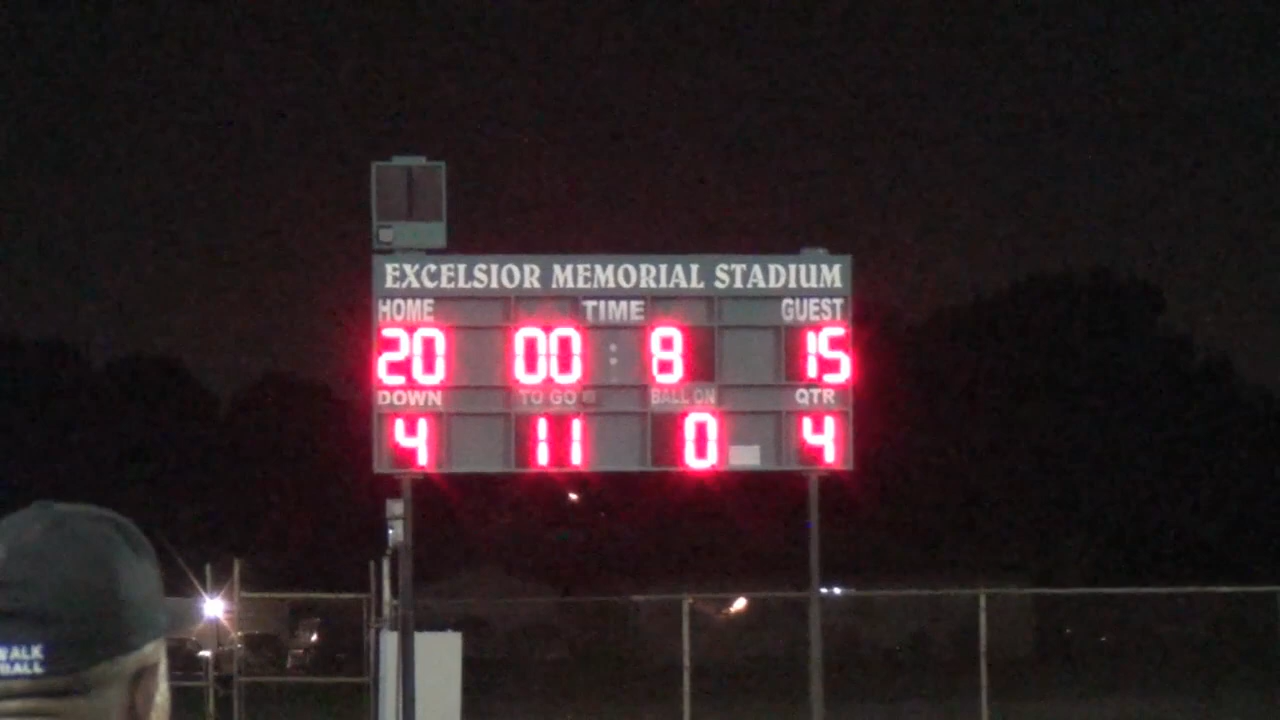 EXCELSIOR MEMORIAL STADIUM
HOME TIME GUEST
20 00 : 8 15
DOWN TO GO BALL ON QTR
4 11 0 4